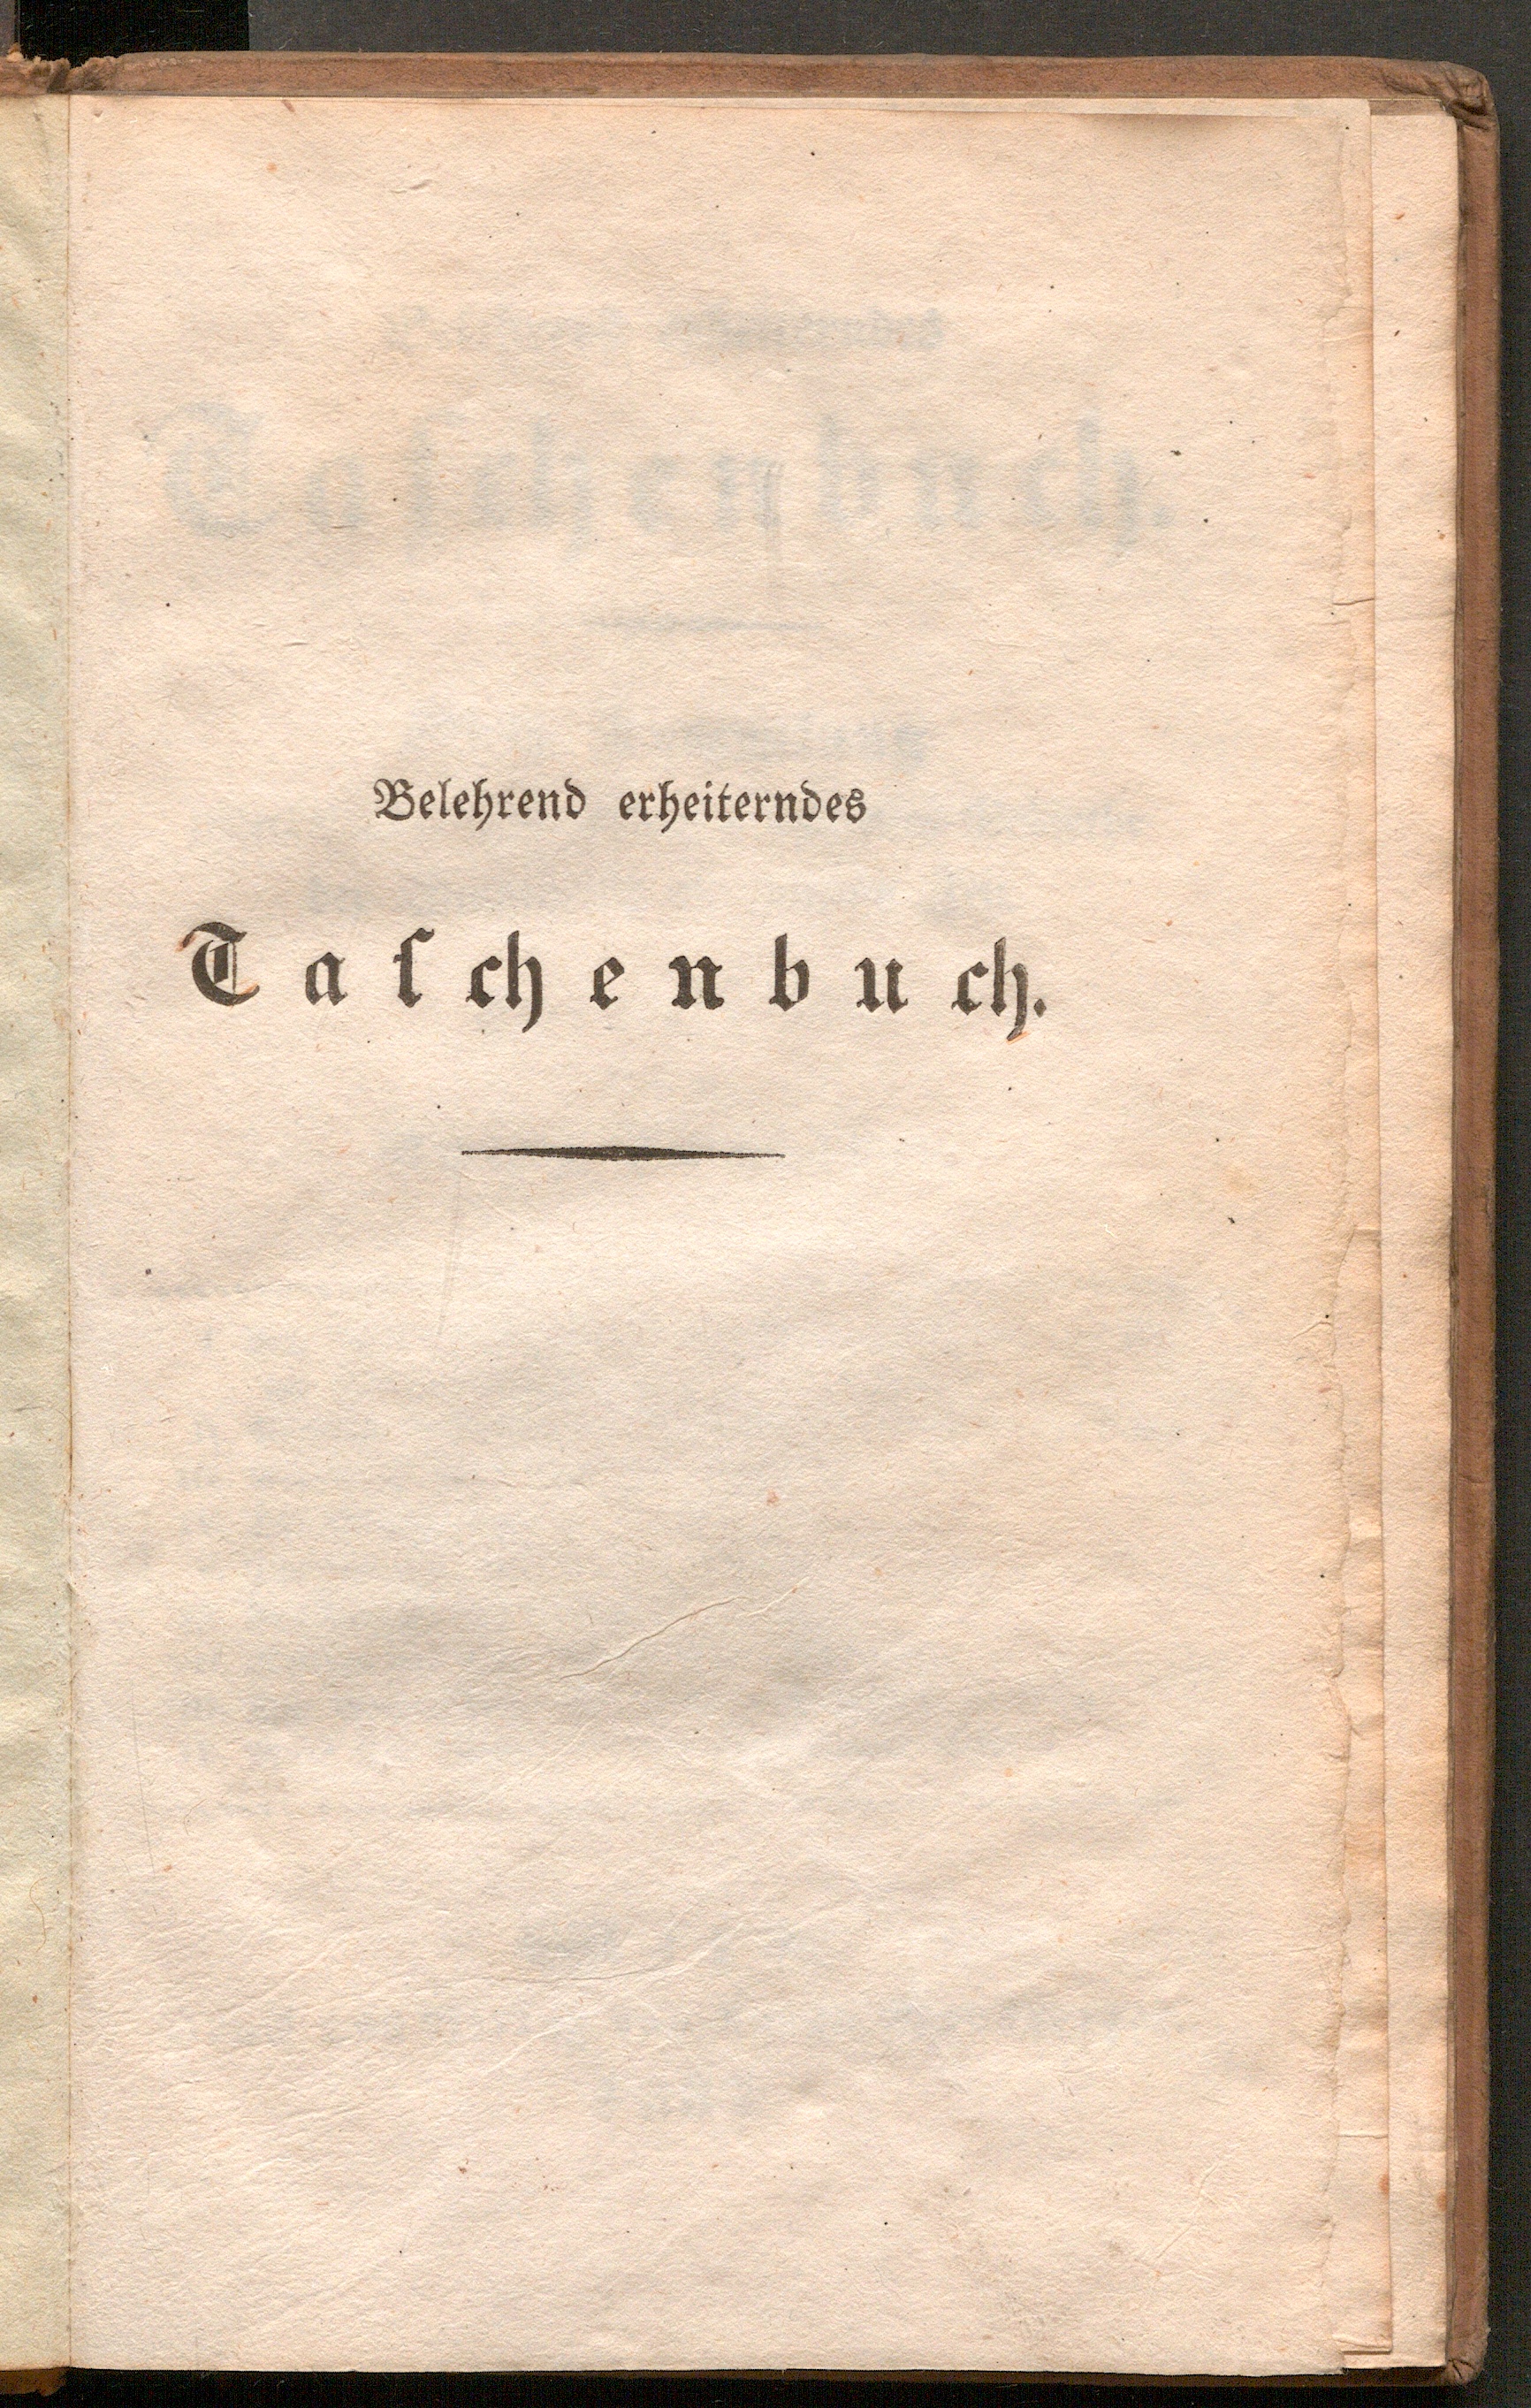 Belehrend erheiterndes
Taſchenbuch.